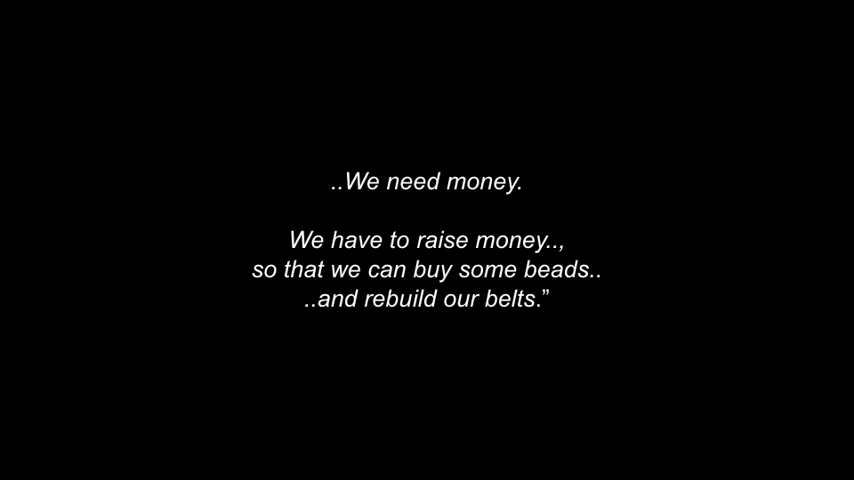 ..We need money.
We have to raise money..,
so that we can buy some beads..
..and rebuild our belts.”